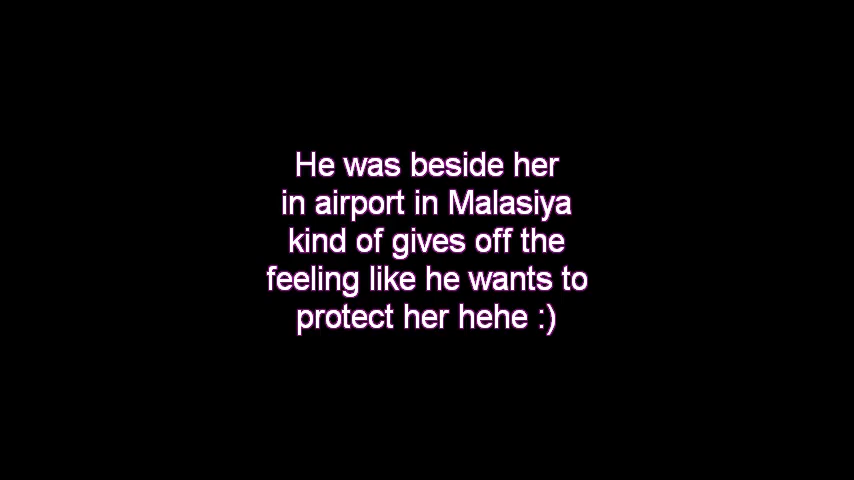 He was beside her
in airport in Malasiya
kind of gives off the
feeling like he wants to
protect her hehe :)